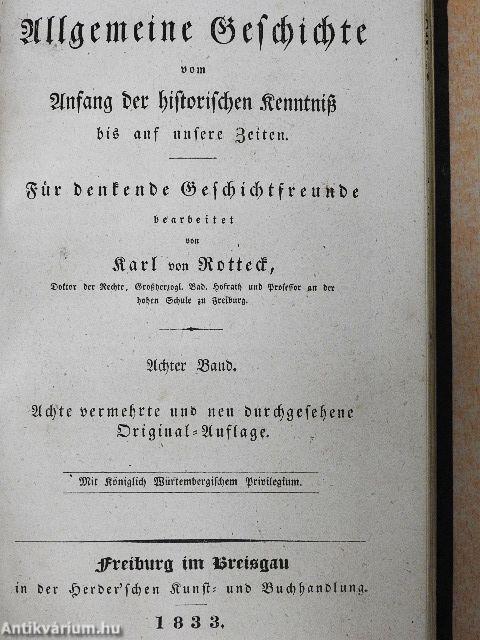 Allgemeine Geschichte
vom
Anfang der historischen Kenntniß
bis auf unsere Zeiten.
Für denkende Geschichtfreunde
bearbeitet
von
Karl von Rotteck,
Doktor der Rechte, Großherzogl. Bad. Hofrath und Professor an der
hohen Schule zu Freiburg.
Achter Band.
Achte vermehrte und neu durchgesehene
Original-Auflage.
Mit Königlich Würtembergischem Privilegium.
Freiburg im Breisgau
in der Herder'schen Kunst- und Buchhandlung.
1833.
Antikvárium.hu